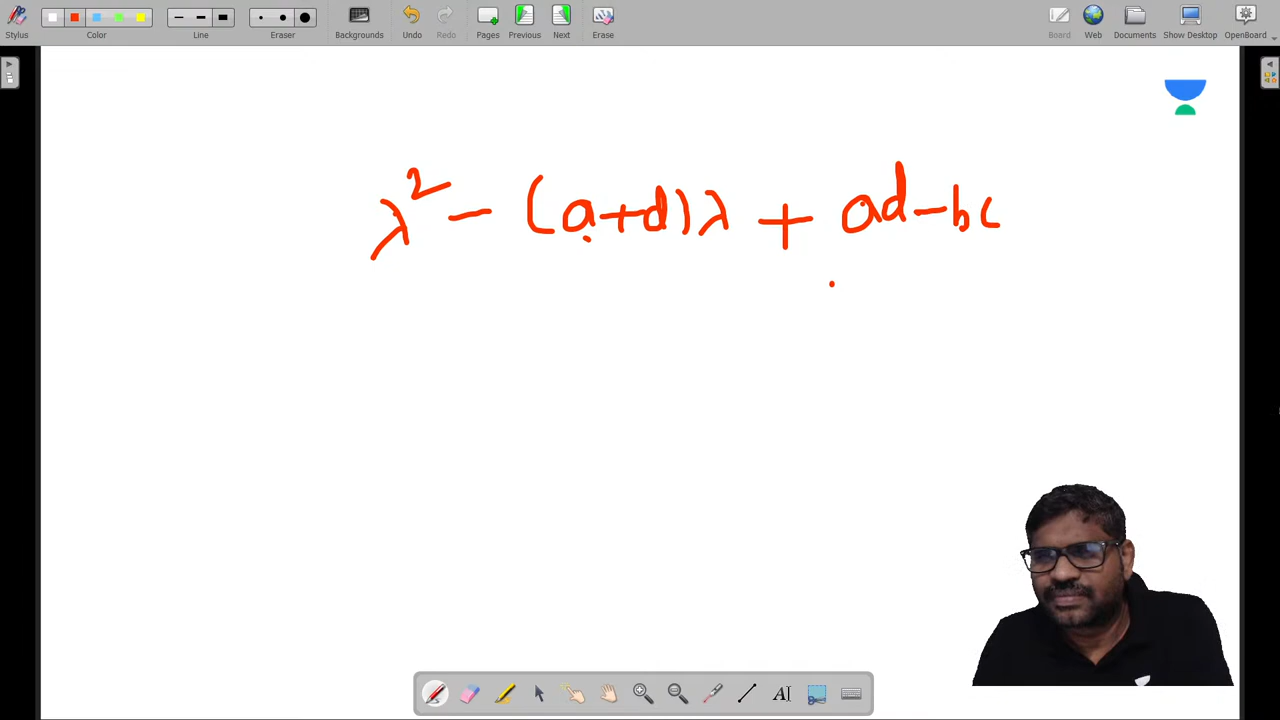 Color Line Eraser Backgrounds Undo Redo Pages Previous Next Erase Board Web Documents Show Desktop OpenBoard
Stylus
λ² - (a+d)λ + ad-bc